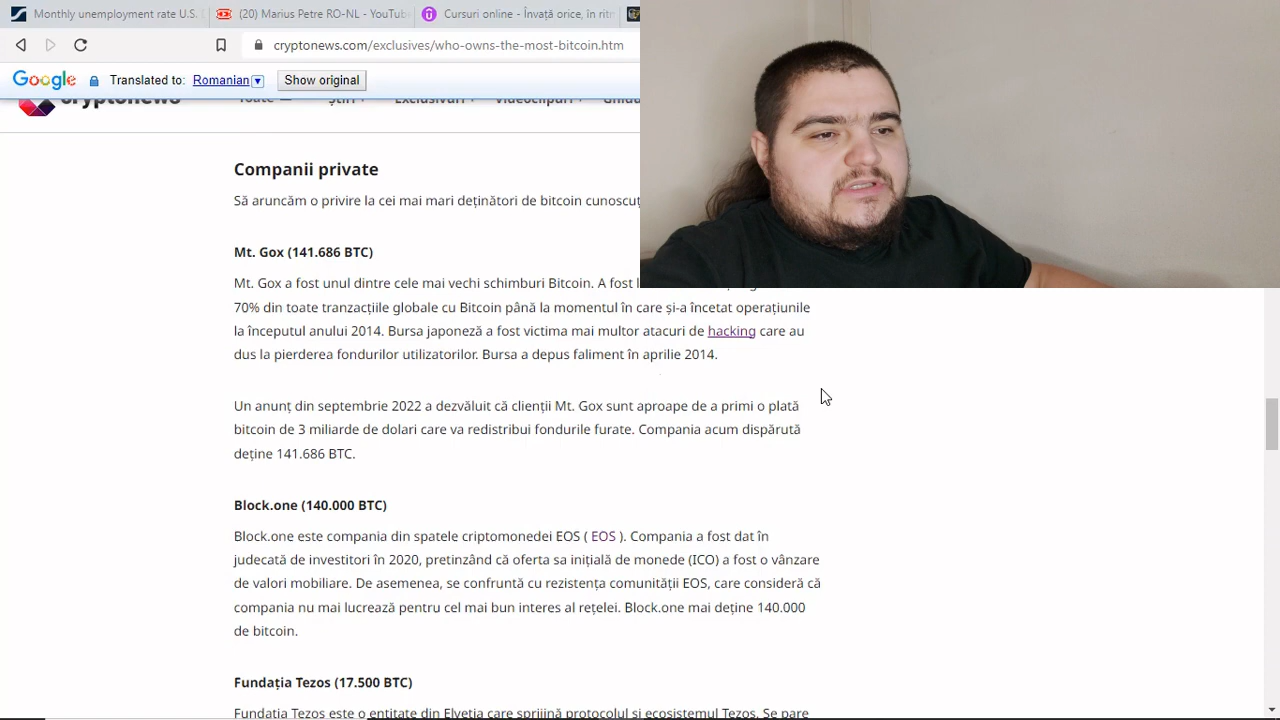 Monthly unemployment rate U.S.
(20) Marius Petre RO-NL - YouTub
Cursuri online - Învață orice, în ritm
cryptonews.com/exclusives/who-owns-the-most-bitcoin.htm
Google Translated to: Romanian Show original
cryptonews Toate Știri Exclusivuri Videoclipuri
Companii private
Să aruncăm o privire la cei mai mari dețină­tori de bitcoin
Mt. Gox (141.686 BTC)
Mt. Gox a fost unul dintre cele mai vechi schimburi Bitcoin. A fost
70% din toate tranzacțiile globale cu Bitcoin până la momentul în care și-a încetat operațiunile
la începutul anului 2014. Bursa japoneză a fost victima mai multor atacuri de hacking care au
dus la pierderea fondurilor utilizatorilor. Bursa a depus faliment în aprilie 2014.
Un anunț din septembrie 2022 a dezvăluit că clienții Mt. Gox sunt aproape de a primi o plată
bitcoin de 3 miliarde de dolari care va redistribui fondurile furate. Compania acum dispărută
deține 141.686 BTC.
Block.one (140.000 BTC)
Block.one este compania din spatele criptomonedei EOS ( EOS ). Compania a fost dat în
judecată de investitori în 2020, pretinzând că oferta sa inițială de monede (ICO) a fost o vânzare
de valori mobiliare. De asemenea, se confruntă cu rezistența comunității EOS, care consideră că
compania nu mai lucrează pentru cel mai bun interes al rețelei. Block.one mai deține 140.000
de bitcoin.
Fundația Tezos (17.500 BTC)
Fundația Tezos este o entitate din Elveția care sprijină protocolul și ecosistemul Tezos. Se pare